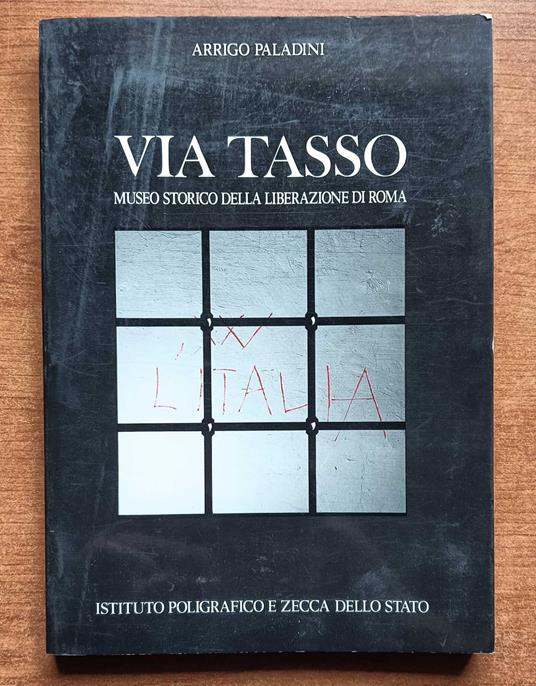 ARRIGO PALADINI
VIA TASSO
MUSEO STORICO DELLA LIBERAZIONE DI ROMA
L'ITALIA
ISTITUTO POLIGRAFICO E ZECCA DELLO STATO